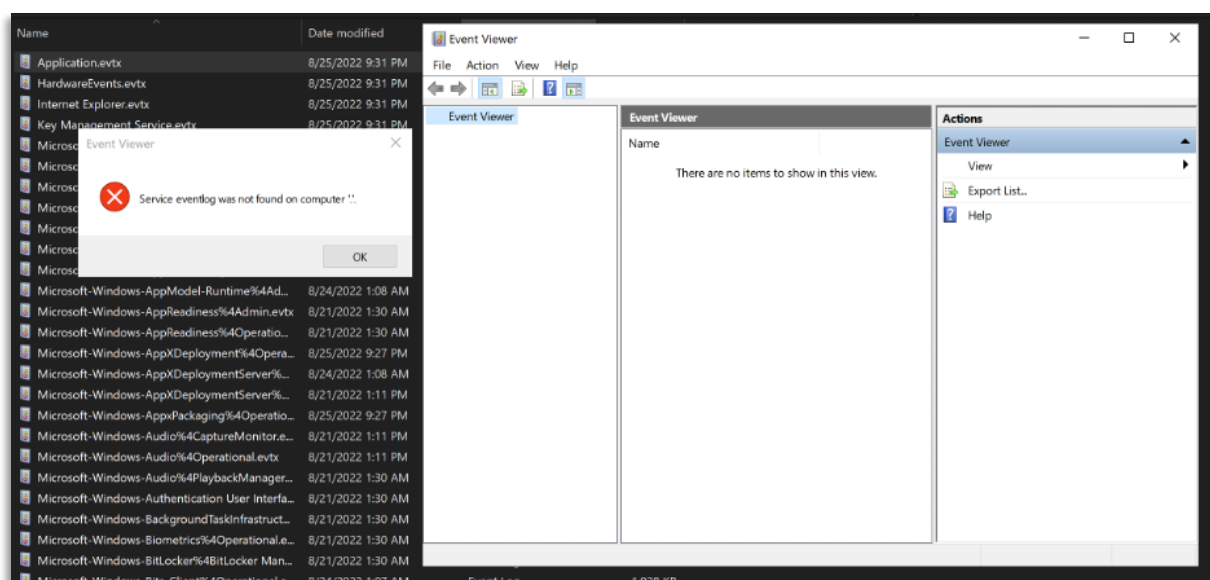 Name
Date modified
Application.evtx 8/25/2022 9:31 PM
HardwareEvents.evtx 8/25/2022 9:31 PM
Internet Explorer.evtx 8/25/2022 9:31 PM
Key Management Service.evtx 8/25/2022 9:31 PM
Microsc
Microsc
Microsc
Microsc
Microsc
Microsc
Microsc
Microsoft-Windows-AppModel-Runtime%4Ad... 8/24/2022 1:08 AM
Microsoft-Windows-AppReadiness%4Admin.evtx 8/21/2022 1:30 AM
Microsoft-Windows-AppReadiness%4Operatio... 8/21/2022 1:30 AM
Microsoft-Windows-AppXDeployment%4Opera... 8/25/2022 9:27 PM
Microsoft-Windows-AppXDeploymentServer%... 8/24/2022 1:08 AM
Microsoft-Windows-AppXDeploymentServer%... 8/21/2022 1:11 PM
Microsoft-Windows-AppxPackaging%4Operatio... 8/25/2022 9:27 PM
Microsoft-Windows-Audio%4CaptureMonitor.e... 8/21/2022 1:11 PM
Microsoft-Windows-Audio%4Operational.evtx 8/21/2022 1:11 PM
Microsoft-Windows-Audio%4PlaybackManager... 8/21/2022 1:30 AM
Microsoft-Windows-Authentication User Interfa... 8/21/2022 1:30 AM
Microsoft-Windows-BackgroundTaskInfrastruct... 8/21/2022 1:30 AM
Microsoft-Windows-Biometrics%4Operational.e... 8/21/2022 1:30 AM
Microsoft-Windows-BitLocker%4BitLocker Man... 8/21/2022 1:30 AM
Event Viewer
Service eventlog was not found on computer '.'.
OK
Event Viewer
File Action View Help
Event Viewer
Event Viewer
Name
There are no items to show in this view.
Actions
Event Viewer
View
Export List...
Help